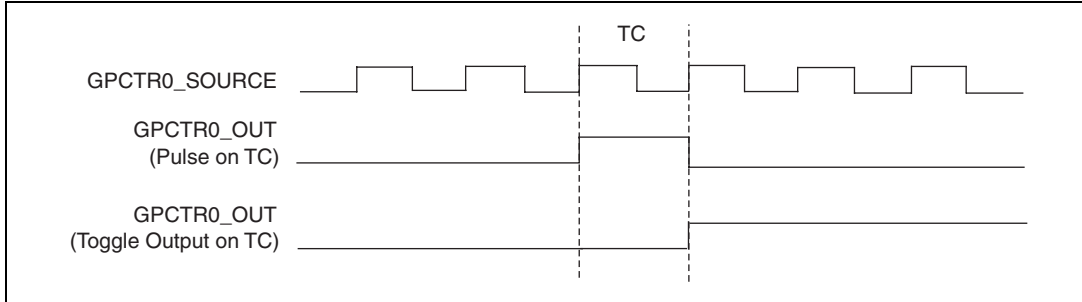 TC
GPCTR0_SOURCE
GPCTR0_OUT
(Pulse on TC)
GPCTR0_OUT
(Toggle Output on TC)